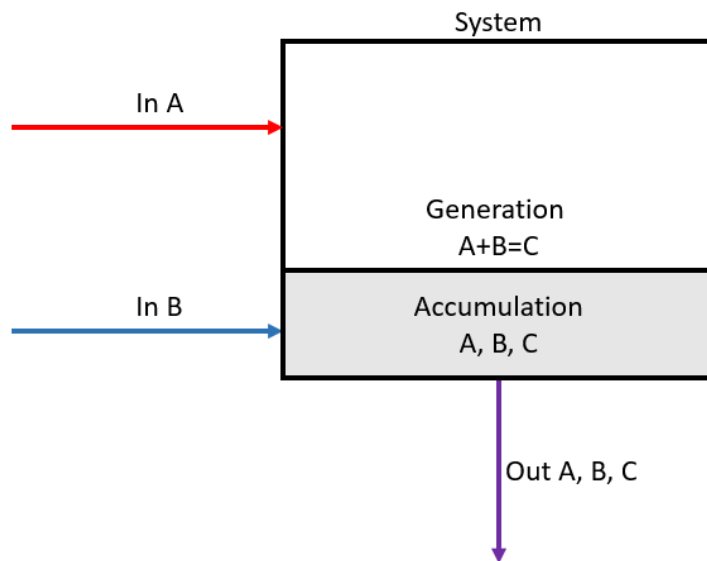 System
In A
Generation
A+B=C
In B
Accumulation
A, B, C
Out A, B, C